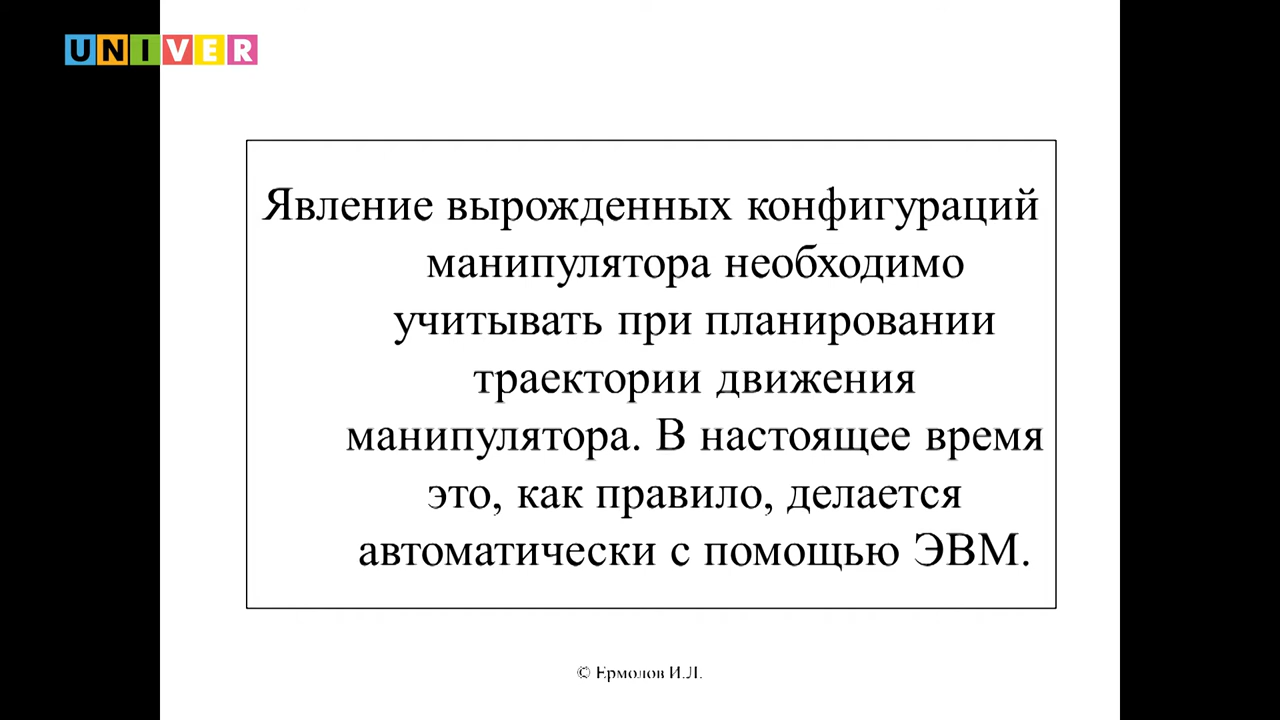 UNIVER
Явление вырожденных конфигураций
манипулятора необходимо
учитывать при планировании
траектории движения
манипулятора. В настоящее время
это, как правило, делается
автоматически с помощью ЭВМ.
© Ермолов И.Л.